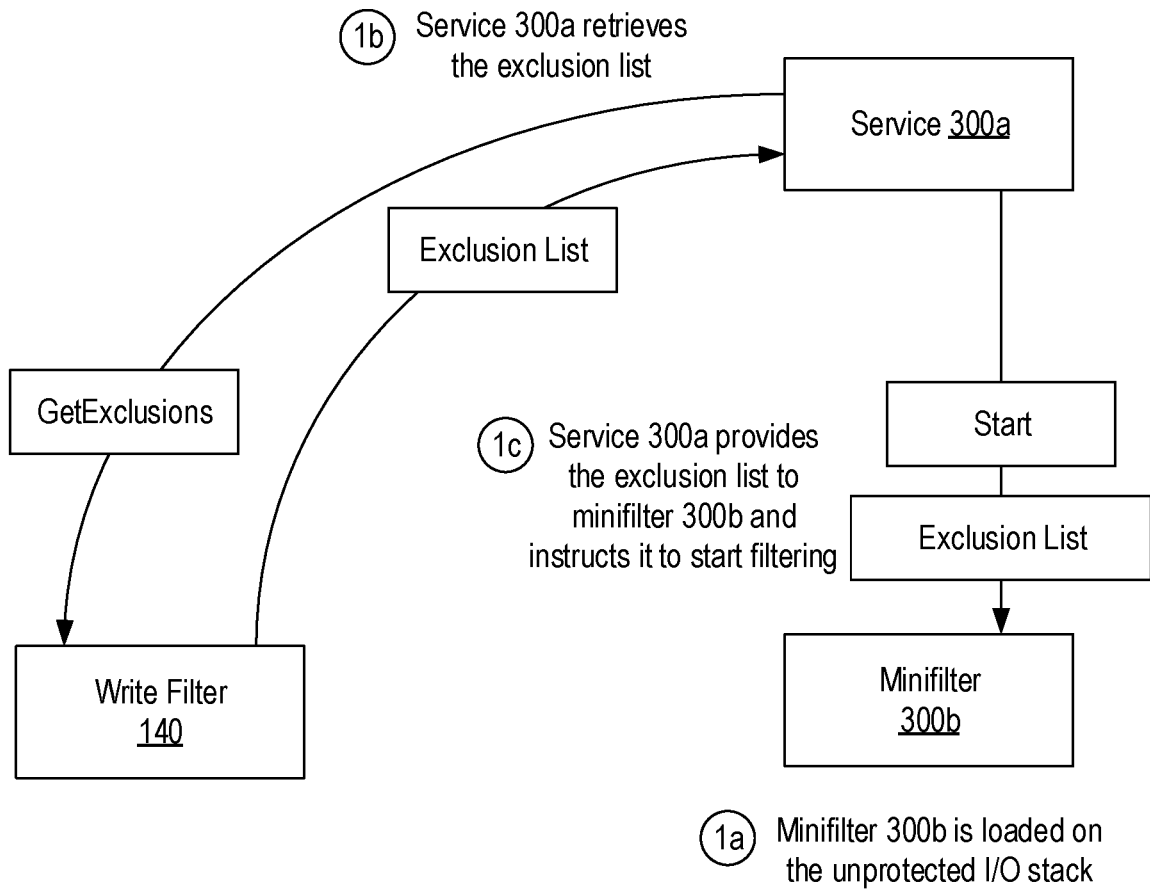 1b
Service 300a retrieves
the exclusion list
Service 300a
Exclusion List
GetExclusions
Start
1c
Service 300a provides
the exclusion list to
minifilter 300b and
instructs it to start filtering
Exclusion List
Write Filter
140
Minifilter
300b
1a
Minifilter 300b is loaded on
the unprotected I/O stack